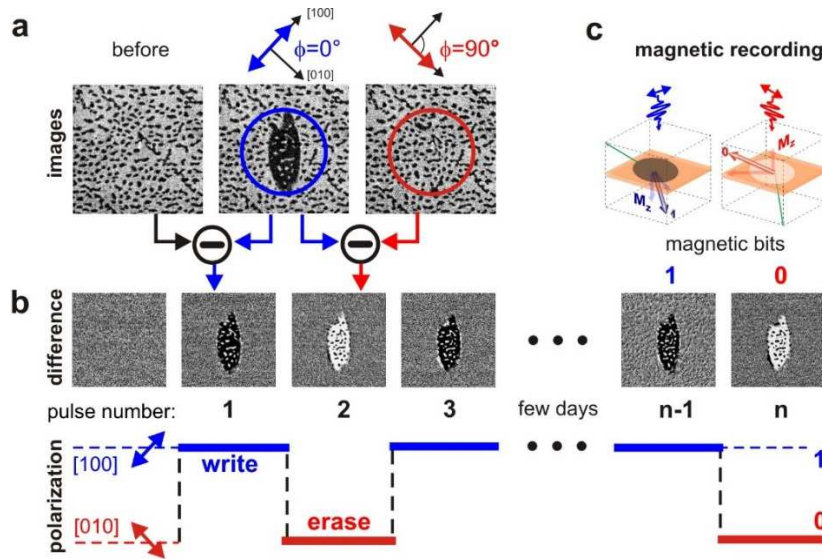 a
before
[100]
ϕ=0°
[010]
ϕ=90°
images
c
magnetic recording
M_z
1
0
M_z
magnetic bits
1
0
b
difference
pulse number:
1
2
3
few days
n-1
n
polarization
[100]
write
1
[010]
erase
0